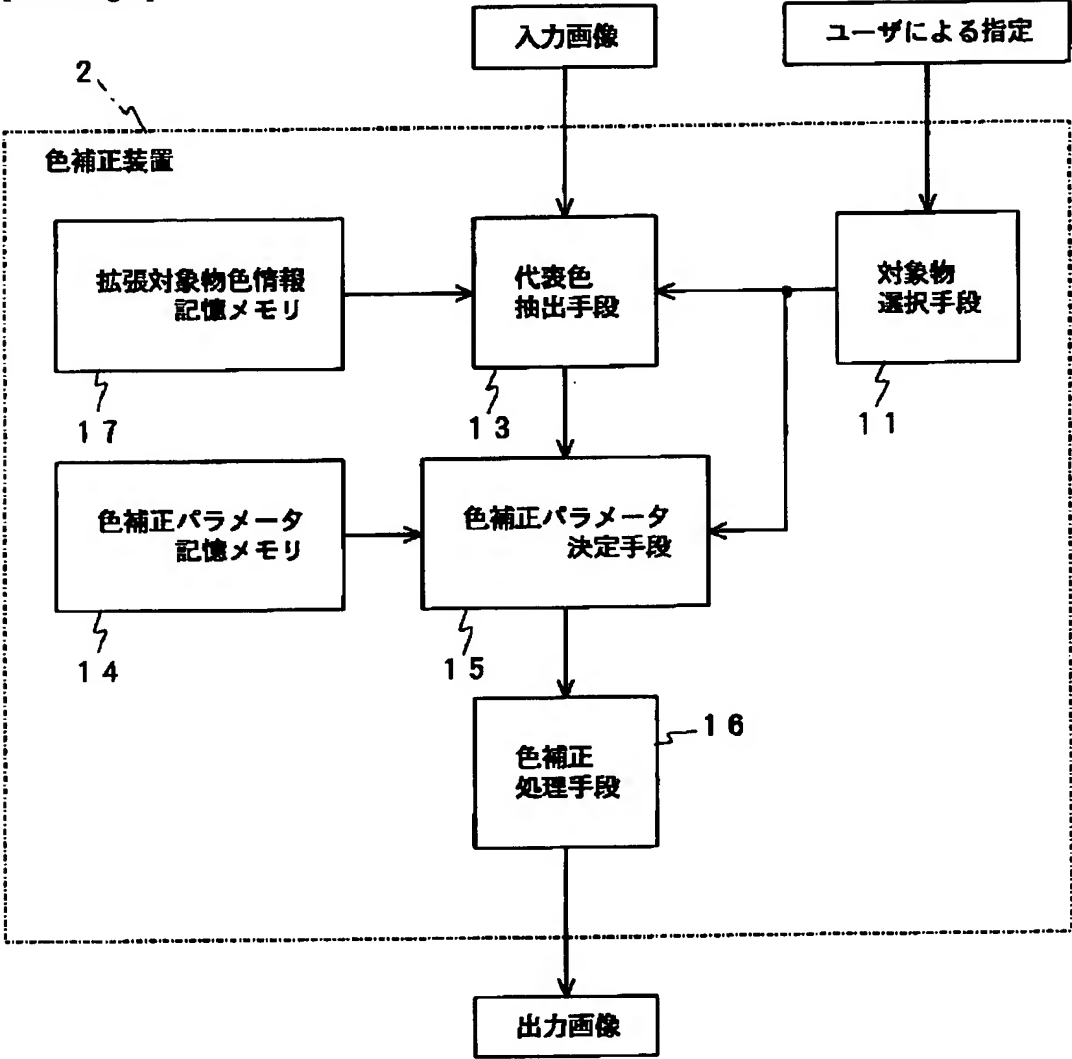 入力画像
ユーザによる指定
2
色補正装置
拡張対象物色情報
記憶メモリ
17
代表色
抽出手段
13
対象物
選択手段
11
色補正パラメータ
記憶メモリ
14
色補正パラメータ
決定手段
15
色補正
処理手段
16
出力画像